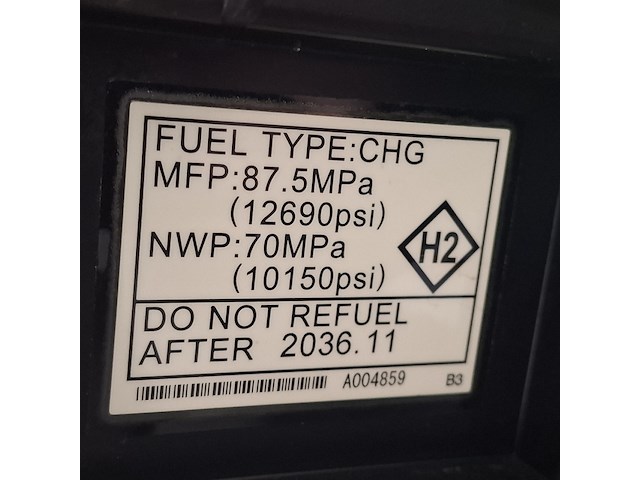 FUEL TYPE:CHG
MFP:87.5MPa
(12690psi)
NWP:70MPa
(10150psi)
H2
DO NOT REFUEL
AFTER 2036.11
A004859 B3